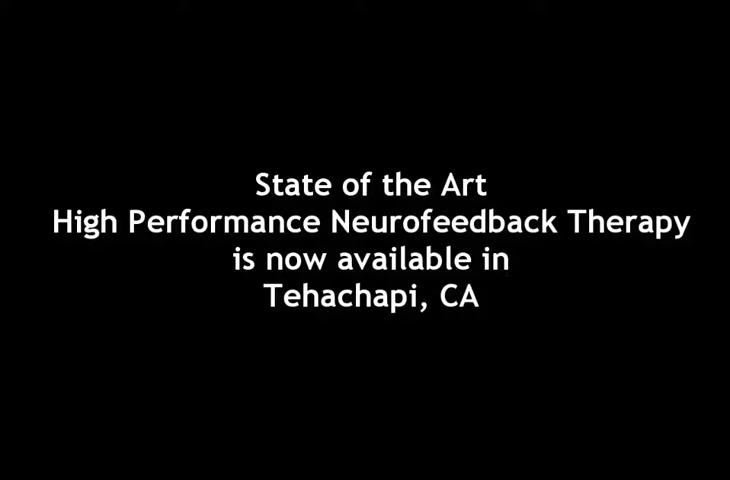 State of the Art
High Performance Neurofeedback Therapy
is now available in
Tehachapi, CA